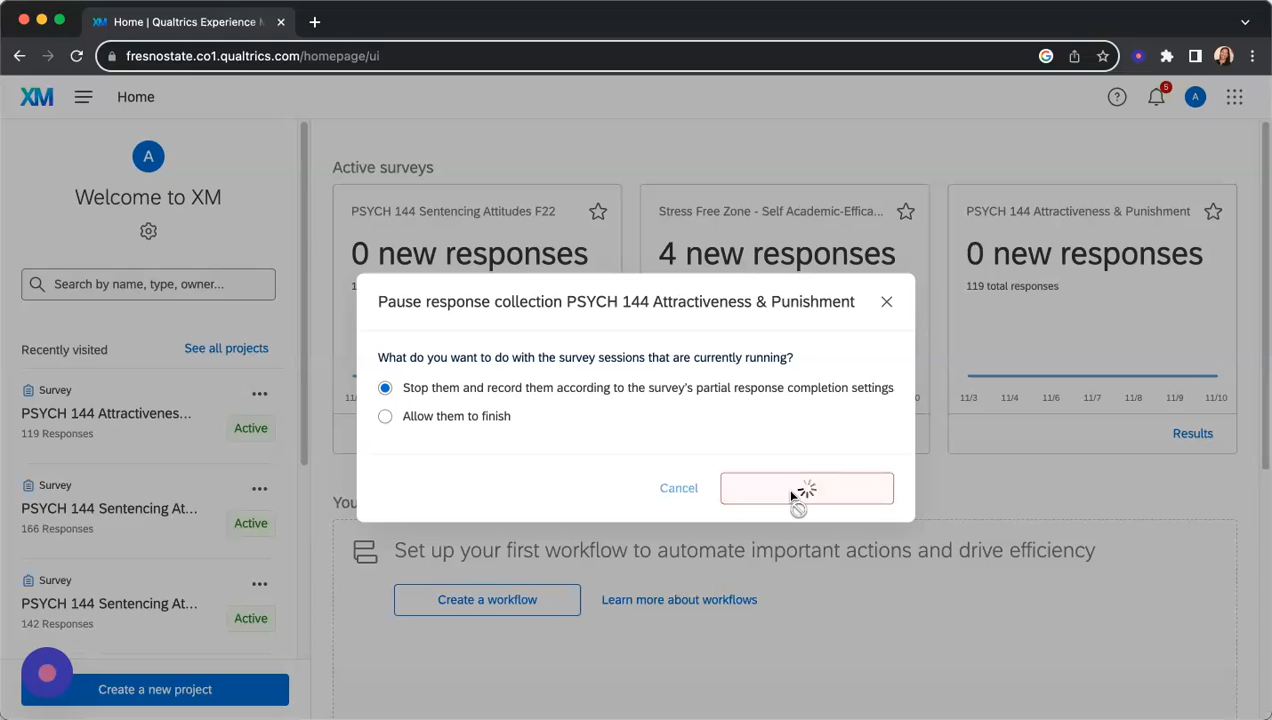 Home | Qualtrics Experience M
fresnostate.co1.qualtrics.com/homepage/ui
XM
Home
5
A
A
Welcome to XM
Search by name, type, owner...
Recently visited
See all projects
Survey
PSYCH 144 Attractivenes...
119 Responses
Active
Survey
PSYCH 144 Sentencing At...
166 Responses
Active
Survey
PSYCH 144 Sentencing At...
142 Responses
Active
Create a new project
Active surveys
PSYCH 144 Sentencing Attitudes F22
0 new responses
Stress Free Zone - Self Academic-Effica...
4 new responses
PSYCH 144 Attractiveness & Punishment
0 new responses
119 total responses
11/3 11/4 11/6 11/7 11/8 11/9 11/10
Results
Pause response collection PSYCH 144 Attractiveness & Punishment
What do you want to do with the survey sessions that are currently running?
Stop them and record them according to the survey's partial response completion settings
Allow them to finish
Cancel
Set up your first workflow to automate important actions and drive efficiency
Create a workflow
Learn more about workflows